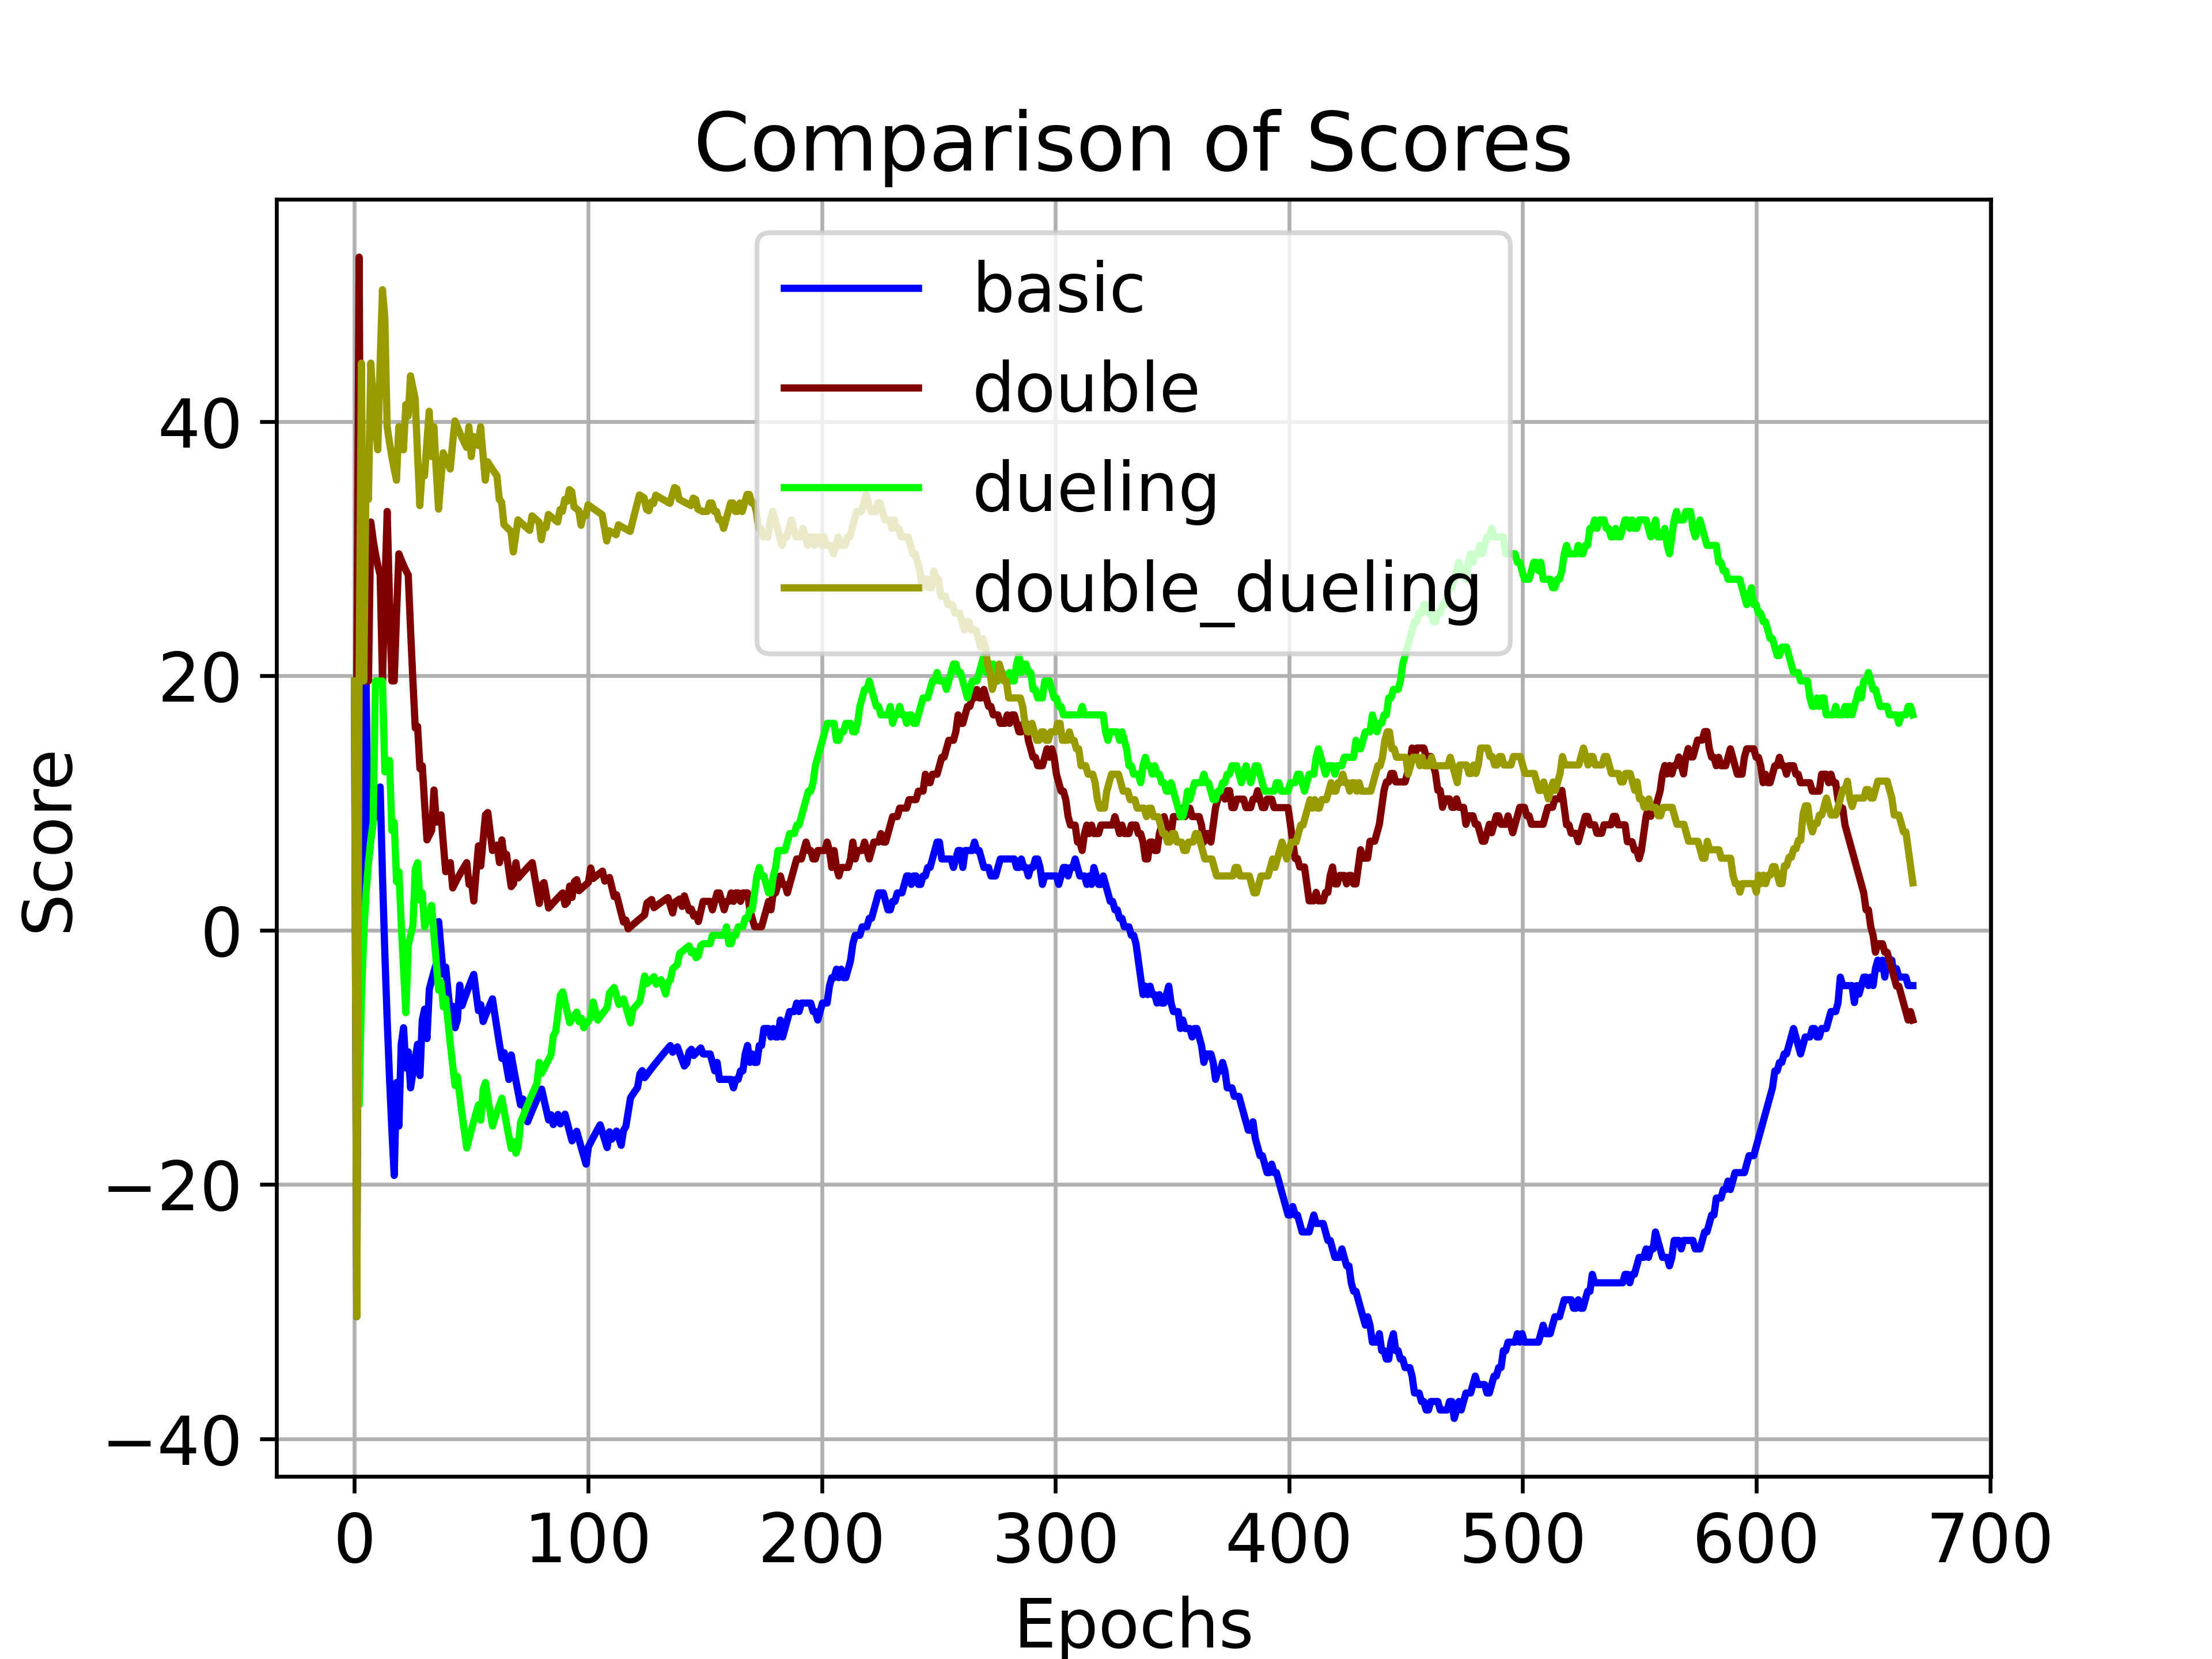 Comparison of Scores
basic
double
dueling
double_dueling
Score
40
20
0
−20
−40
0 100 200 300 400 500 600 700
Epochs